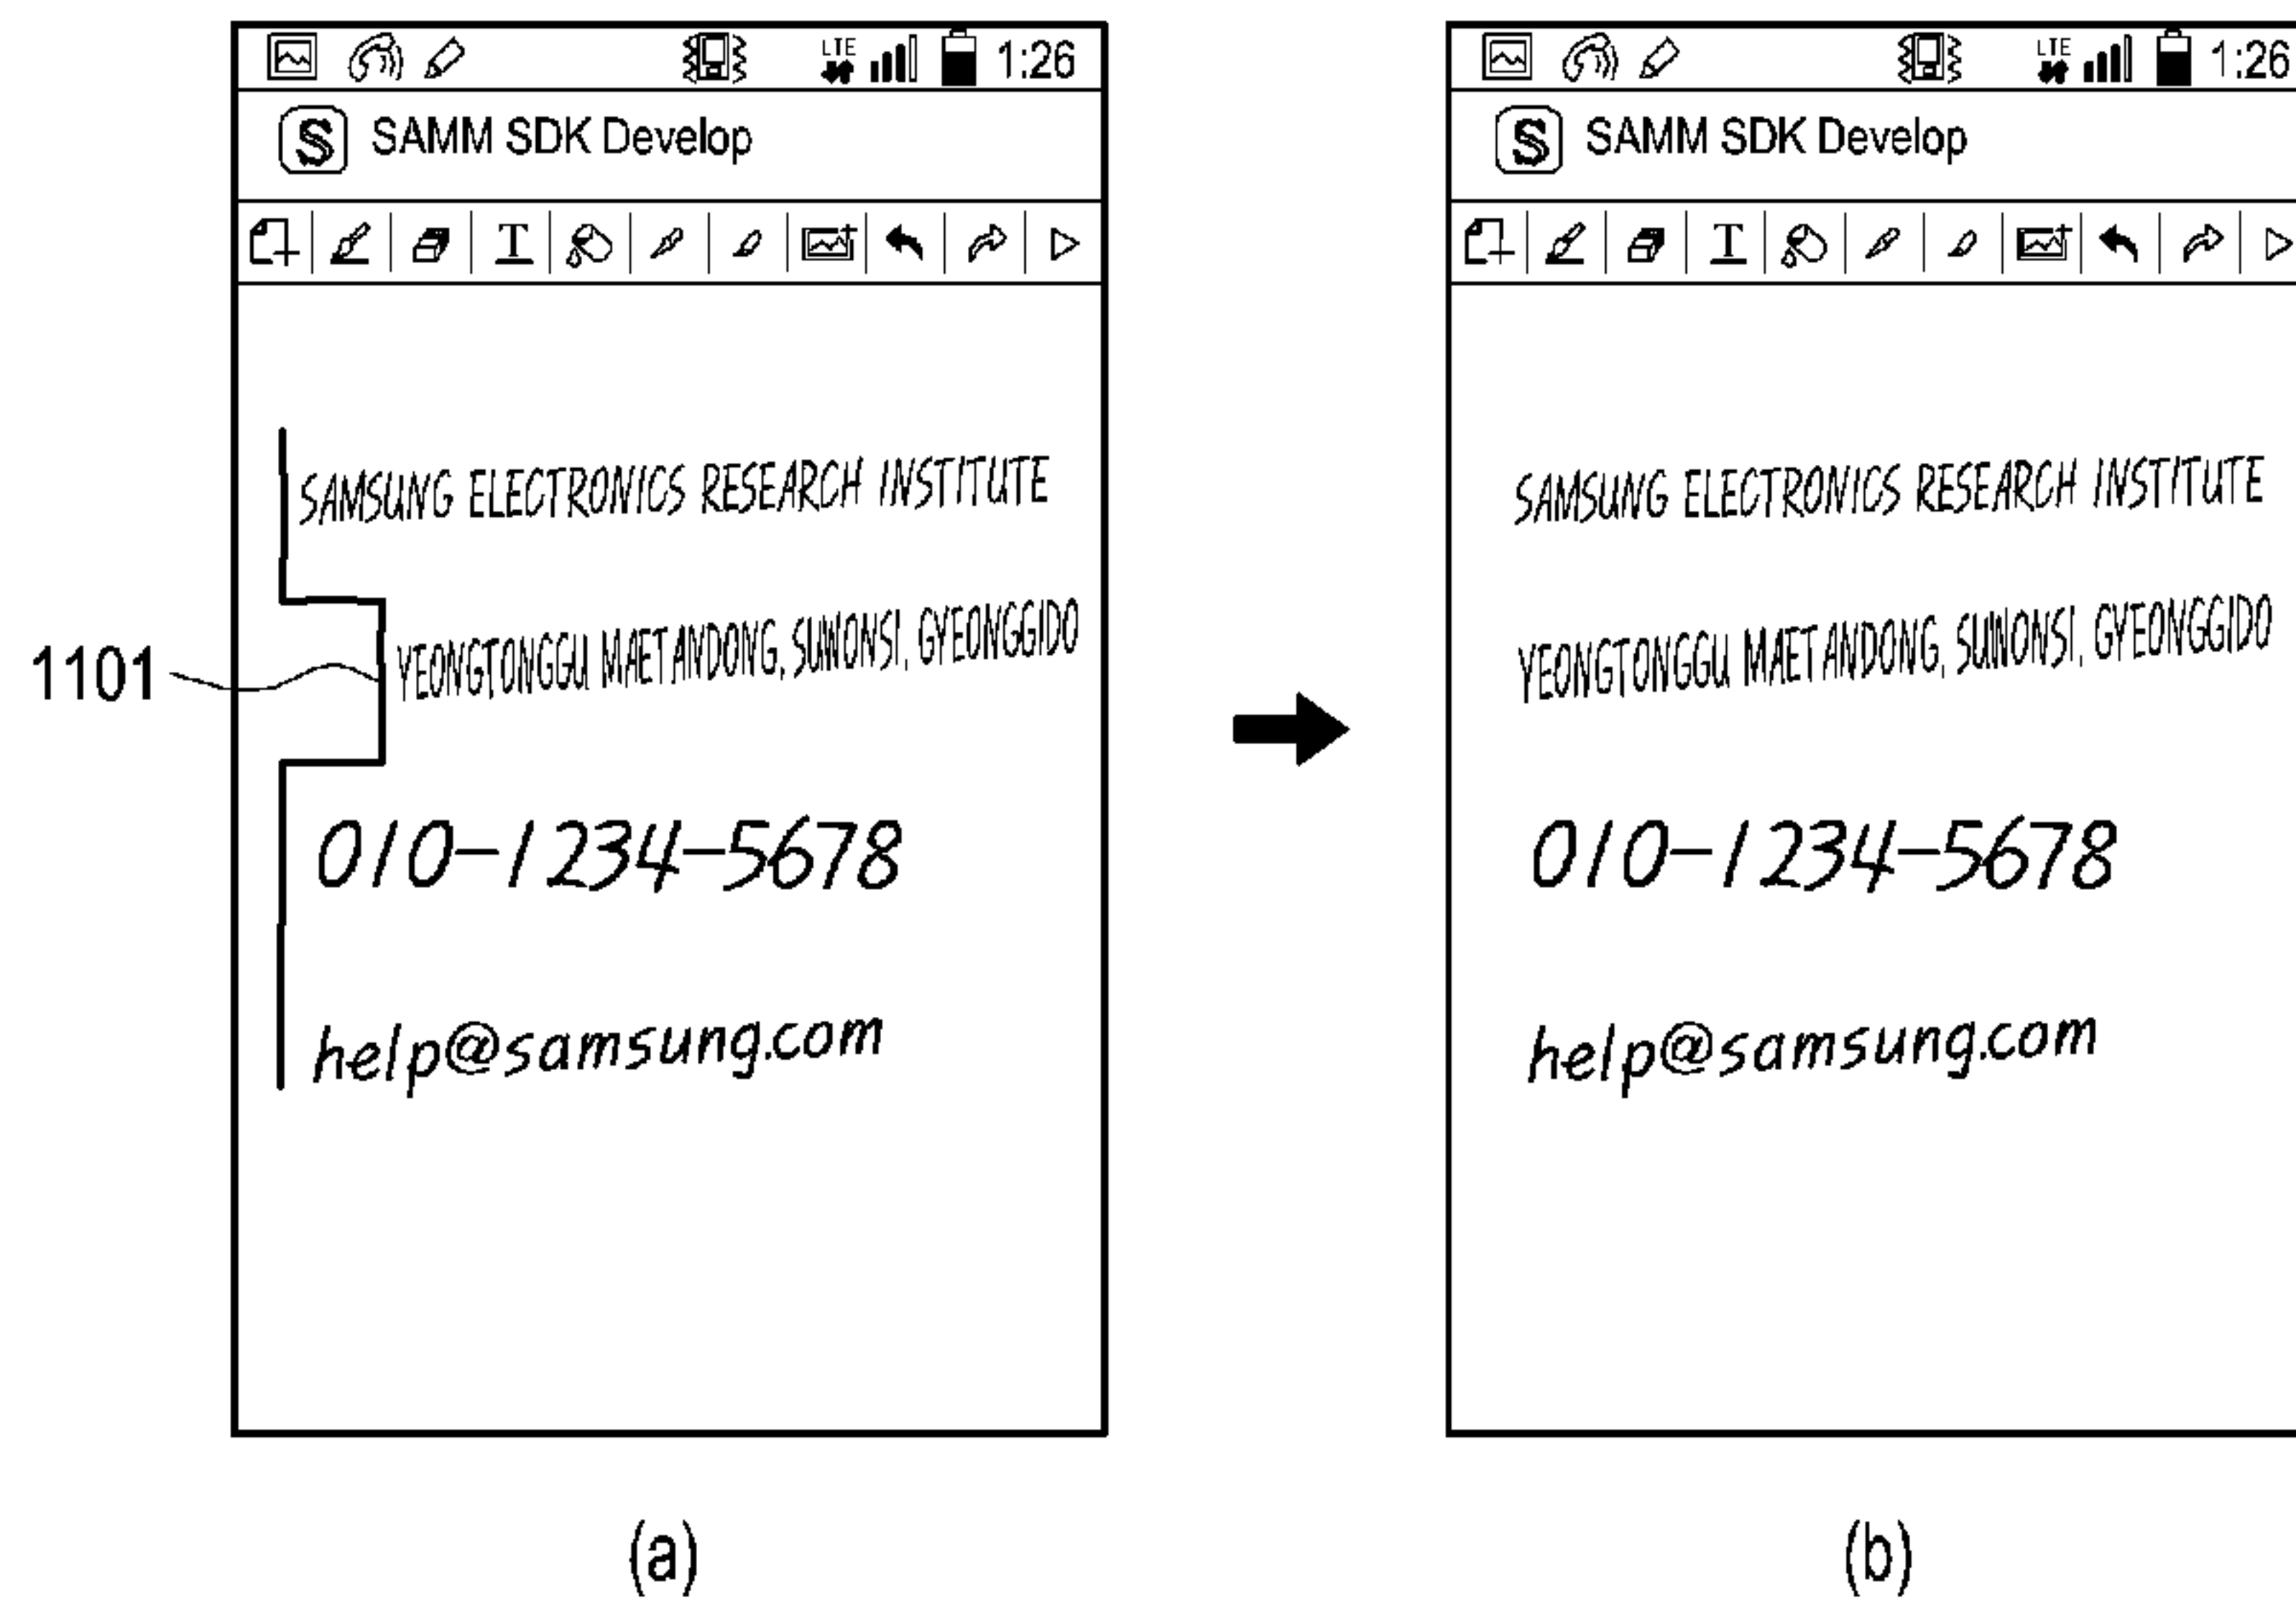 LTE 1:26
SAMM SDK Develop
T
SAMSUNG ELECTRONICS RESEARCH INSTITUTE
YEONGTONGGU MAETANDONG, SUWONSI, GYEONGGIDO
010-1234-5678
help@samsung.com
1101
(a)
LTE 1:26
SAMM SDK Develop
T
SAMSUNG ELECTRONICS RESEARCH INSTITUTE
YEONGTONGGU MAETANDONG, SUWONSI, GYEONGGIDO
010-1234-5678
help@samsung.com
(b)